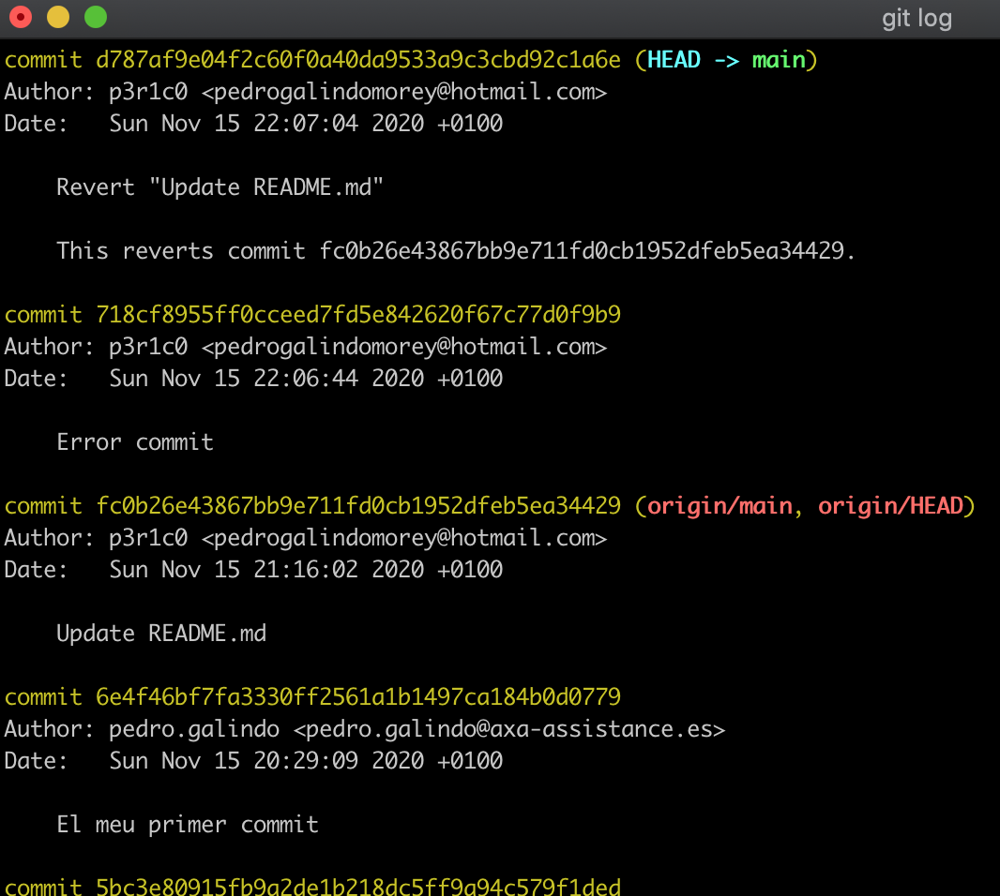 git log
commit d787af9e04f2c60f0a40da9533a9c3cbd92c1a6e (HEAD -> main)
Author: p3r1c0 <pedrogalindomorey@hotmail.com>
Date:   Sun Nov 15 22:07:04 2020 +0100
Revert "Update README.md"
This reverts commit fc0b26e43867bb9e711fd0cb1952dfeb5ea34429.
commit 718cf8955ff0cceed7fd5e842620f67c77d0f9b9
Author: p3r1c0 <pedrogalindomorey@hotmail.com>
Date:   Sun Nov 15 22:06:44 2020 +0100
Error commit
commit fc0b26e43867bb9e711fd0cb1952dfeb5ea34429 (origin/main, origin/HEAD)
Author: p3r1c0 <pedrogalindomorey@hotmail.com>
Date:   Sun Nov 15 21:16:02 2020 +0100
Update README.md
commit 6e4f46bf7fa3330ff2561a1b1497ca184b0d0779
Author: pedro.galindo <pedro.galindo@axa-assistance.es>
Date:   Sun Nov 15 20:29:09 2020 +0100
El meu primer commit
commit 5bc3e80915fb9a2de1b218dc5ff9a94c579f1ded